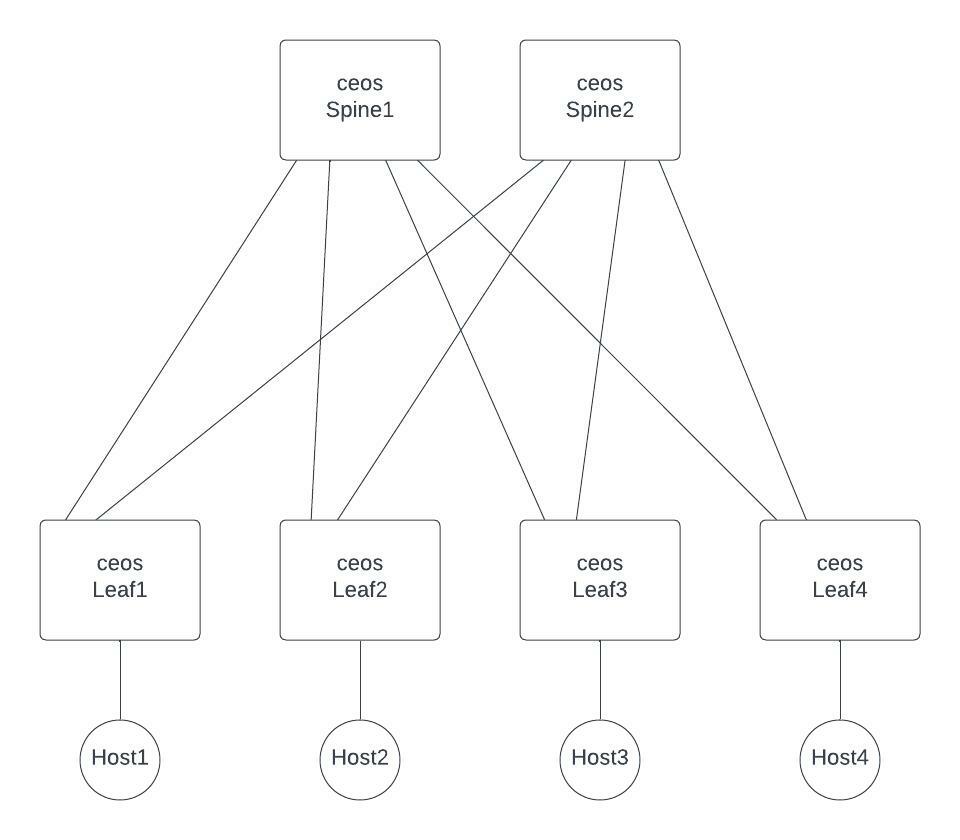 ceos
Spine1
ceos
Spine2
ceos
Leaf1
ceos
Leaf2
ceos
Leaf3
ceos
Leaf4
Host1
Host2
Host3
Host4